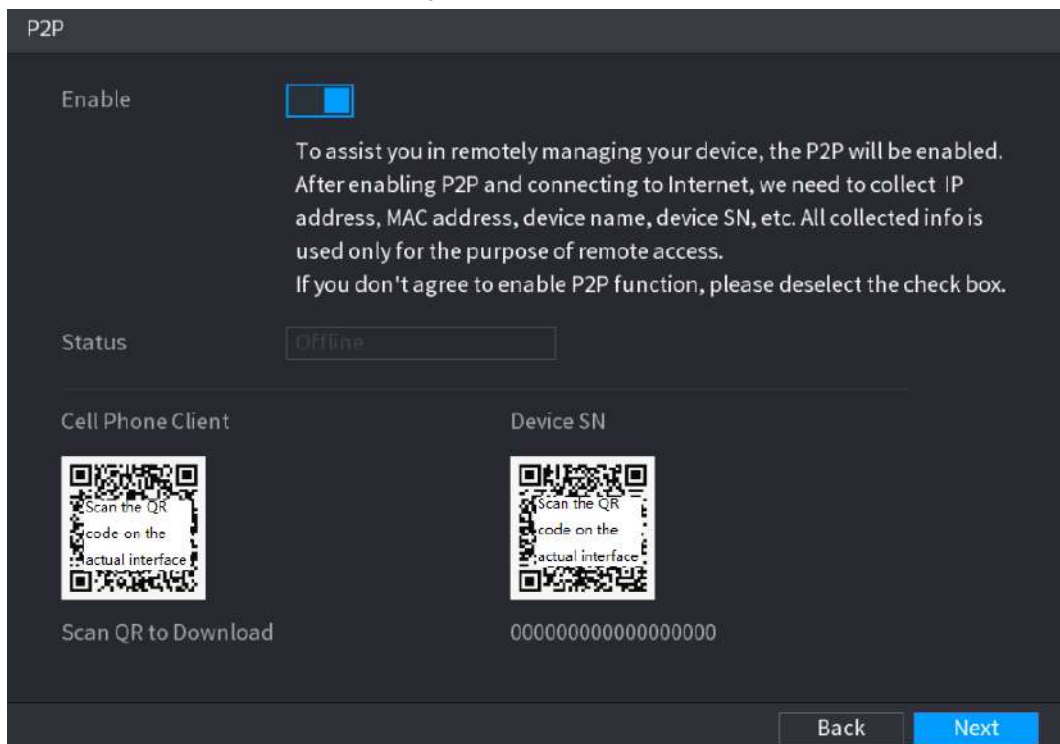 P2P
Enable
To assist you in remotely managing your device, the P2P will be enabled.
After enabling P2P and connecting to Internet, we need to collect IP
address, MAC address, device name, device SN, etc. All collected info is
used only for the purpose of remote access.
If you don't agree to enable P2P function, please deselect the check box.
Status
Offline
Cell Phone Client
Device SN
Scan the QR
code on the
actual interface
Scan the QR
code on the
actual interface
Scan QR to Download
000000000000000000
Back
Next